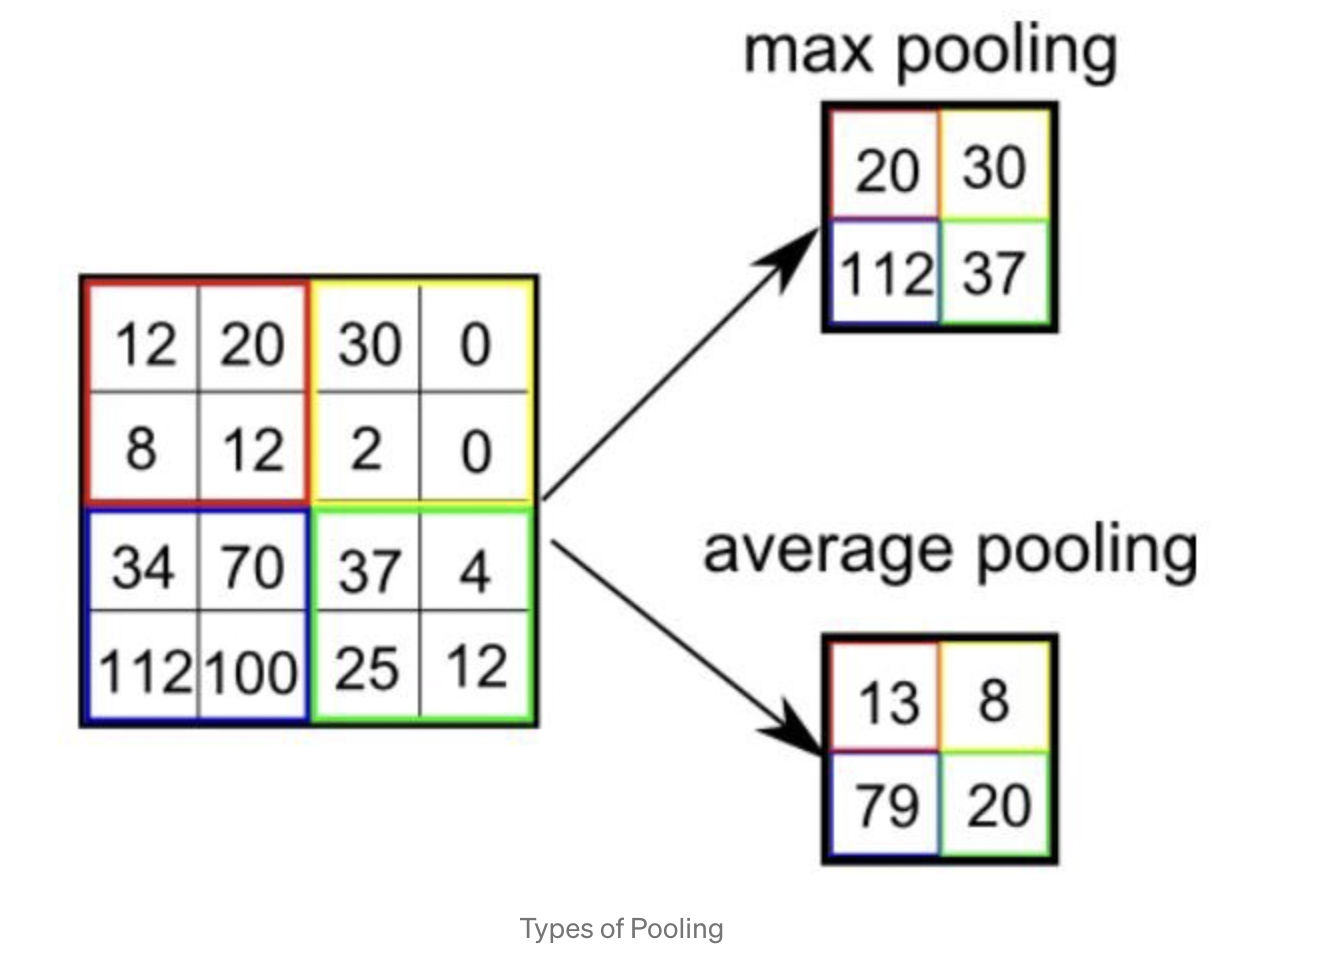 max pooling
20 30
112 37
12 20 30 0
8 12 2 0
34 70 37 4
112 100 25 12
average pooling
13 8
79 20
Types of Pooling